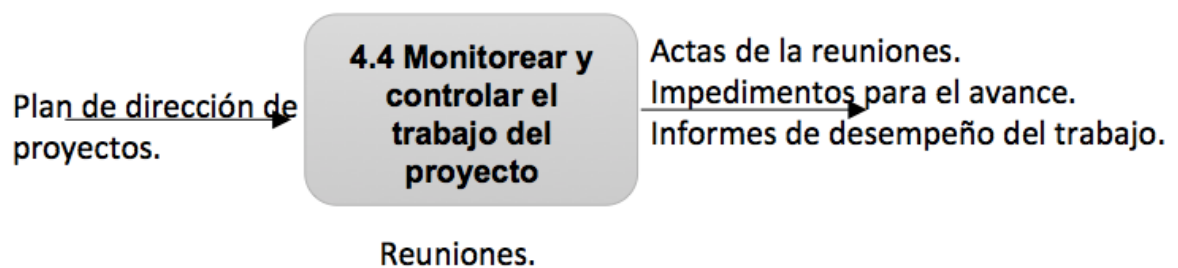 Plan de dirección de
proyectos.
4.4 Monitorear y
controlar el
trabajo del
proyecto
Actas de la reuniones.
Impedimentos para el avance.
Informes de desempeño del trabajo.
Reuniones.